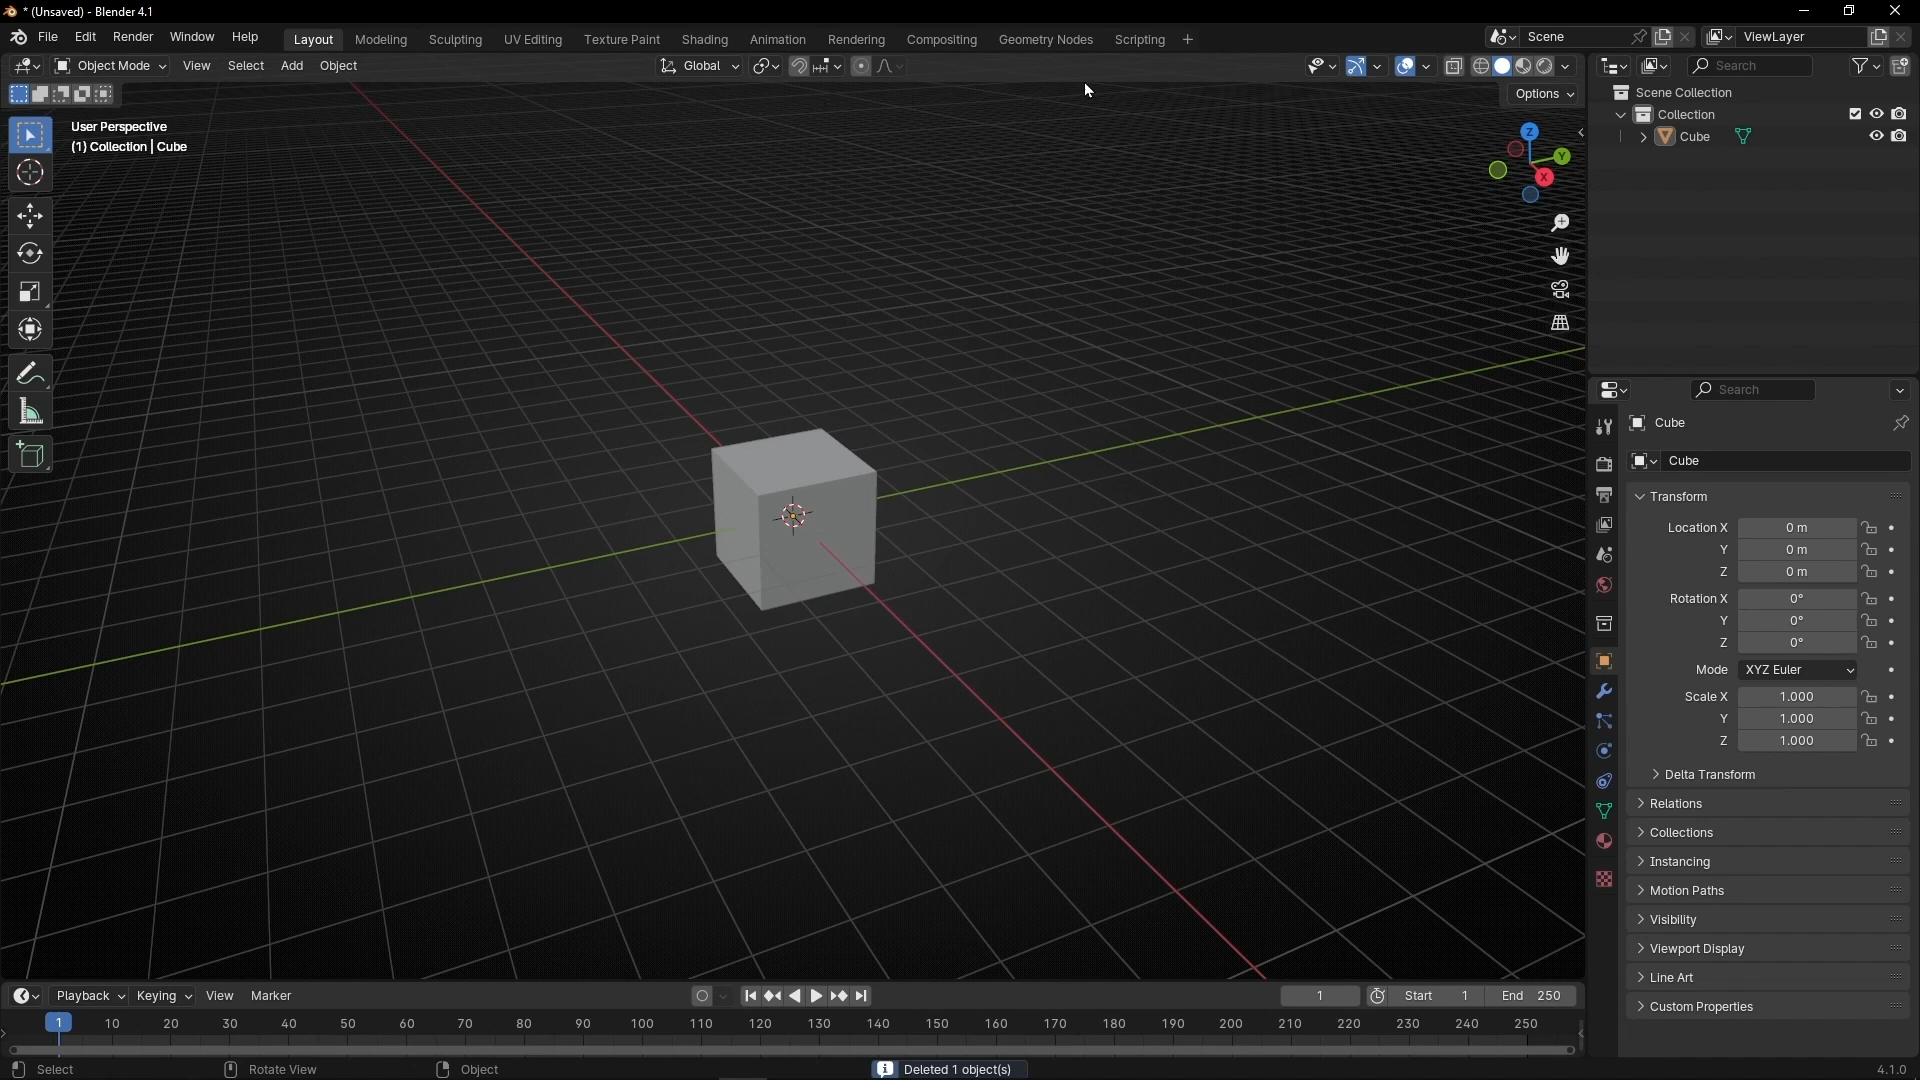 * (Unsaved) - Blender 4.1
File Edit Render Window Help Layout Modeling Sculpting UV Editing Texture Paint Shading Animation Rendering Compositing Geometry Nodes Scripting + Scene ViewLayer
Object Mode View Select Add Object Global Search
Options
User Perspective
(1) Collection | Cube
Z
Y
X
Scene Collection
Collection
Cube
Search
Cube
Cube
Transform
Location X 0 m
Y 0 m
Z 0 m
Rotation X 0°
Y 0°
Z 0°
Mode XYZ Euler
Scale X 1.000
Y 1.000
Z 1.000
Delta Transform
Relations
Collections
Instancing
Motion Paths
Visibility
Viewport Display
Line Art
Custom Properties
Playback Keying View Marker 1 Start 1 End 250
1 10 20 30 40 50 60 70 80 90 100 110 120 130 140 150 160 170 180 190 200 210 220 230 240 250
Select Rotate View Object Deleted 1 object(s) 4.1.0